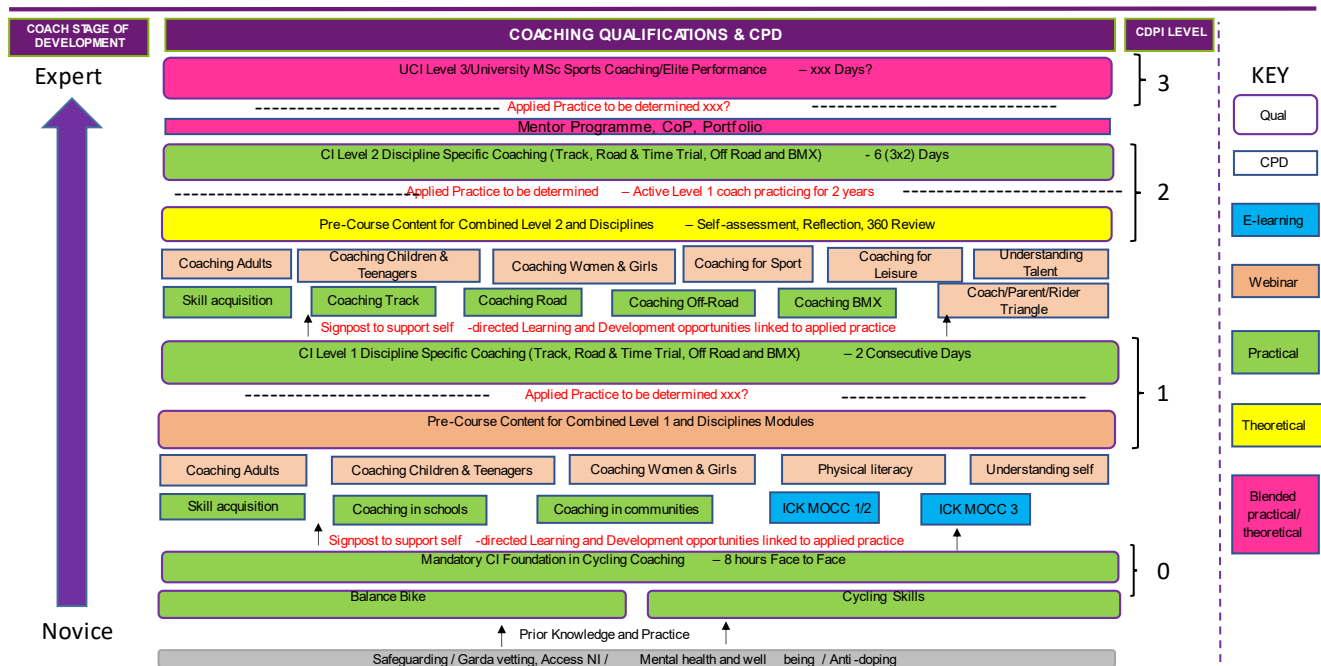 COACH STAGE OF
DEVELOPMENT
COACHING QUALIFICATIONS & CPD
CDPI LEVEL
Expert
UCI Level 3/University MSc Sports Coaching/Elite Performance – xxx Days?
3
KEY
Applied Practice to be determined xxx?
Qual
Mentor Programme, CoP, Portfolio
CI Level 2 Discipline Specific Coaching (Track, Road & Time Trial, Off Road and BMX) - 6 (3x2) Days
CPD
Applied Practice to be determined – Active Level 1 coach practicing for 2 years
2
Pre-Course Content for Combined Level 2 and Disciplines – Self-assessment, Reflection, 360 Review
E-learning
Coaching Adults
Coaching Children &
Teenagers
Coaching Women & Girls
Coaching for Sport
Coaching for
Leisure
Understanding
Talent
Webinar
Skill acquisition
Coaching Track
Coaching Road
Coaching Off-Road
Coaching BMX
Coach/Parent/Rider
Triangle
Signpost to support self -directed Learning and Development opportunities linked to applied practice
CI Level 1 Discipline Specific Coaching (Track, Road & Time Trial, Off Road and BMX) – 2 Consecutive Days
Practical
Applied Practice to be determined xxx?
1
Pre-Course Content for Combined Level 1 and Disciplines Modules
Theoretical
Coaching Adults
Coaching Children & Teenagers
Coaching Women & Girls
Physical literacy
Understanding self
Skill acquisition
Coaching in schools
Coaching in communities
ICK MOCC 1/2
ICK MOCC 3
Blended
practical/
theoretical
Signpost to support self -directed Learning and Development opportunities linked to applied practice
Mandatory CI Foundation in Cycling Coaching – 8 hours Face to Face
0
Balance Bike
Cycling Skills
Novice
Prior Knowledge and Practice
Safeguarding / Garda vetting, Access NI / Mental health and well being / Anti-doping